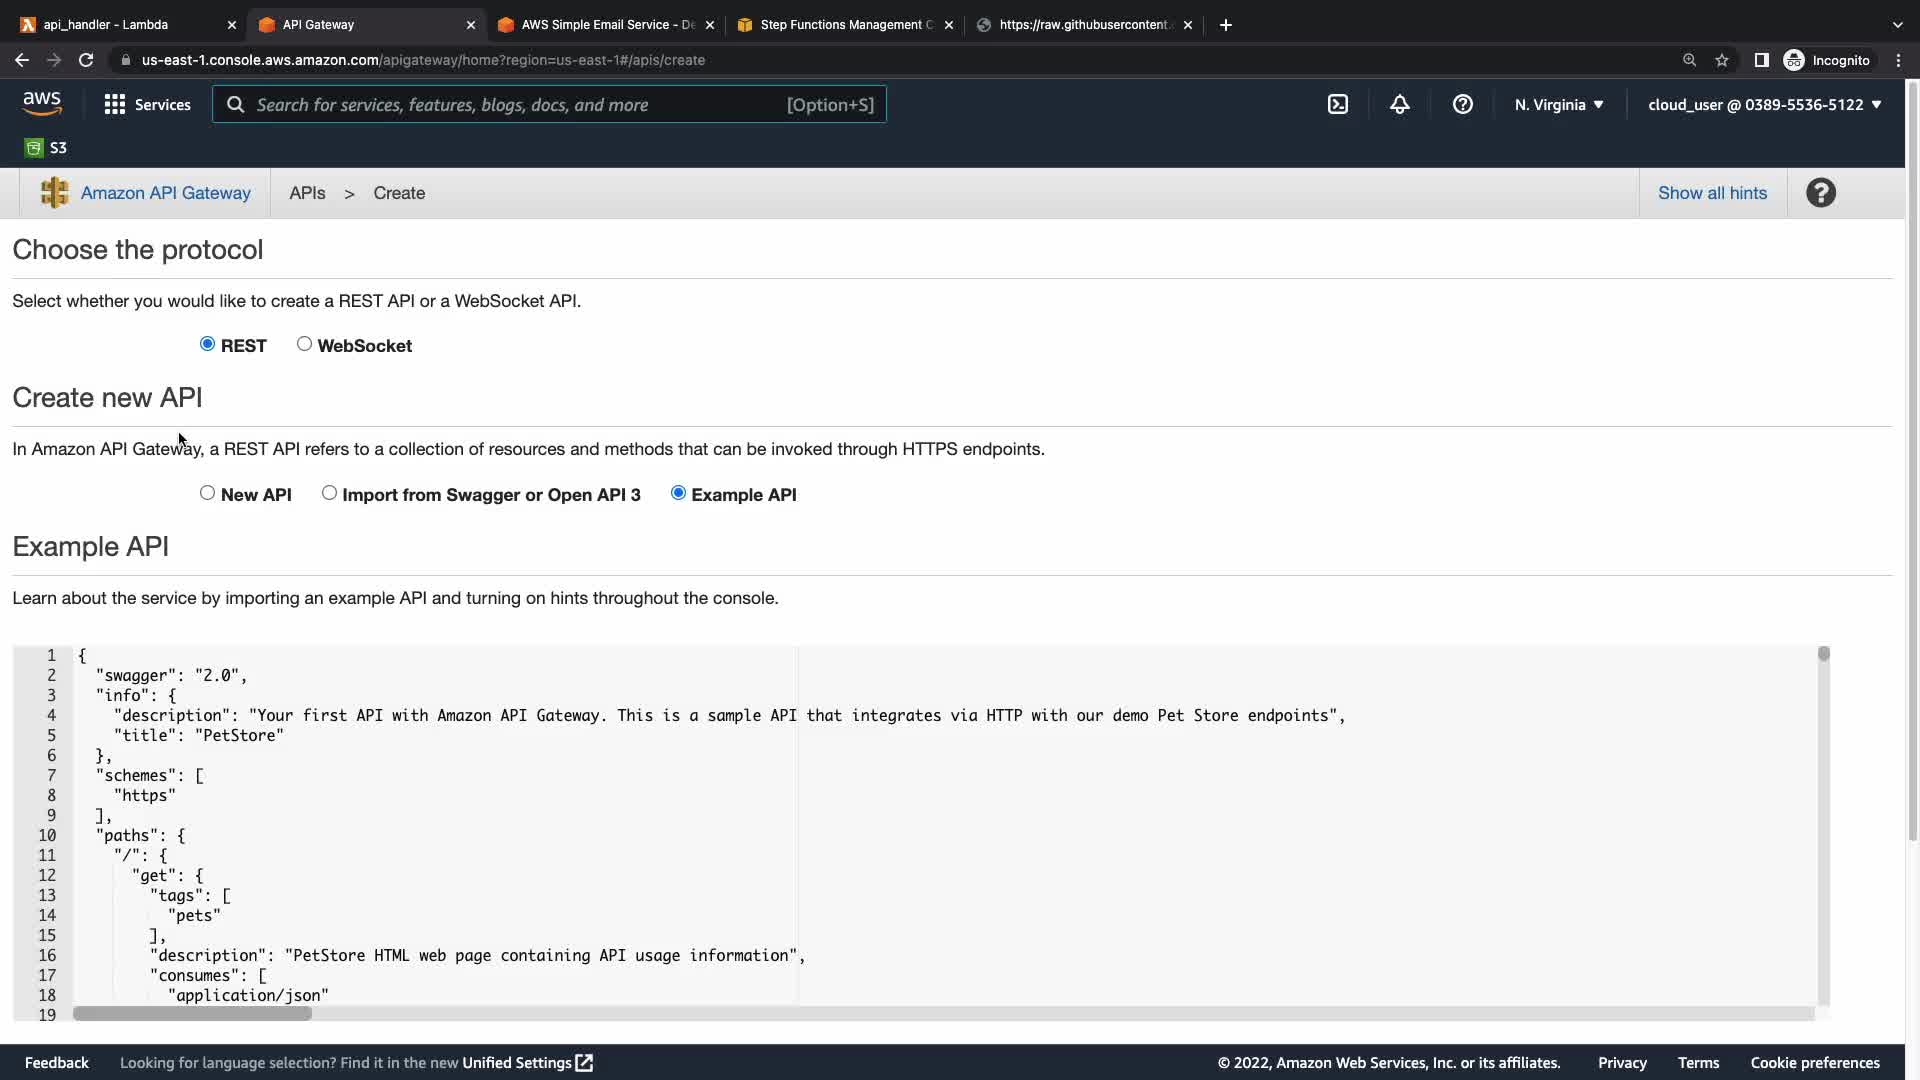 api_handler - Lambda
API Gateway
AWS Simple Email Service - De
Step Functions Management C
https://raw.githubusercontent.
us-east-1.console.aws.amazon.com/apigateway/home?region=us-east-1#/apis/create
Incognito
aws
Services
Search for services, features, blogs, docs, and more
[Option+S]
N. Virginia
cloud_user @ 0389-5536-5122
S3
Amazon API Gateway
APIs > Create
Show all hints
Choose the protocol
Select whether you would like to create a REST API or a WebSocket API.
REST
WebSocket
Create new API
In Amazon API Gateway, a REST API refers to a collection of resources and methods that can be invoked through HTTPS endpoints.
New API
Import from Swagger or Open API 3
Example API
Example API
Learn about the service by importing an example API and turning on hints throughout the console.
1 {
2 "swagger": "2.0",
3 "info": {
4 "description": "Your first API with Amazon API Gateway. This is a sample API that integrates via HTTP with our demo Pet Store endpoints",
5 "title": "PetStore"
6 },
7 "schemes": [
8 "https"
9 ],
10 "paths": {
11 "/": {
12 "get": {
13 "tags": [
14 "pets"
15 ],
16 "description": "PetStore HTML web page containing API usage information",
17 "consumes": [
18 "application/json"
19
Feedback
Looking for language selection? Find it in the new Unified Settings
© 2022, Amazon Web Services, Inc. or its affiliates.
Privacy
Terms
Cookie preferences